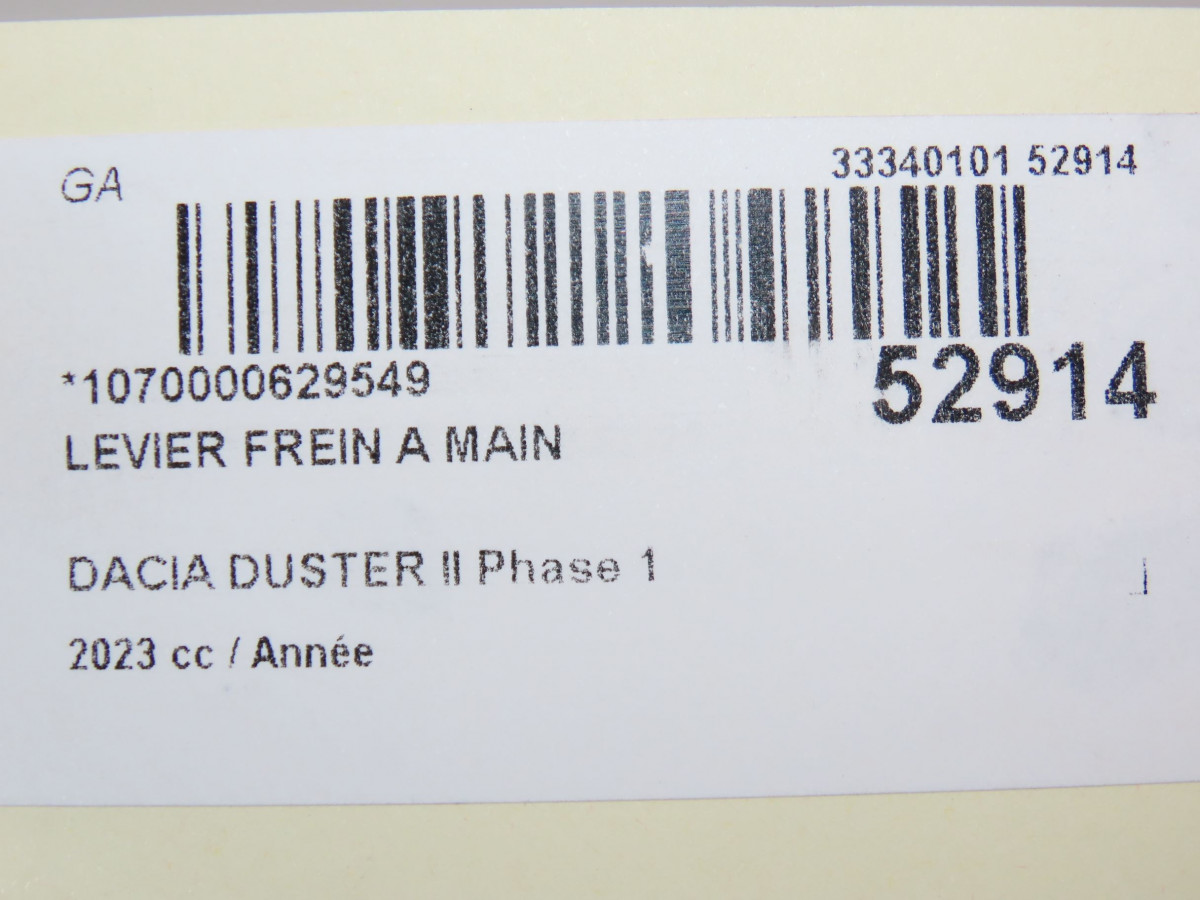 GA
33340101 52914
*1070000629549
52914
LEVIER FREIN A MAIN
DACIA DUSTER II Phase 1
2023 cc / Année